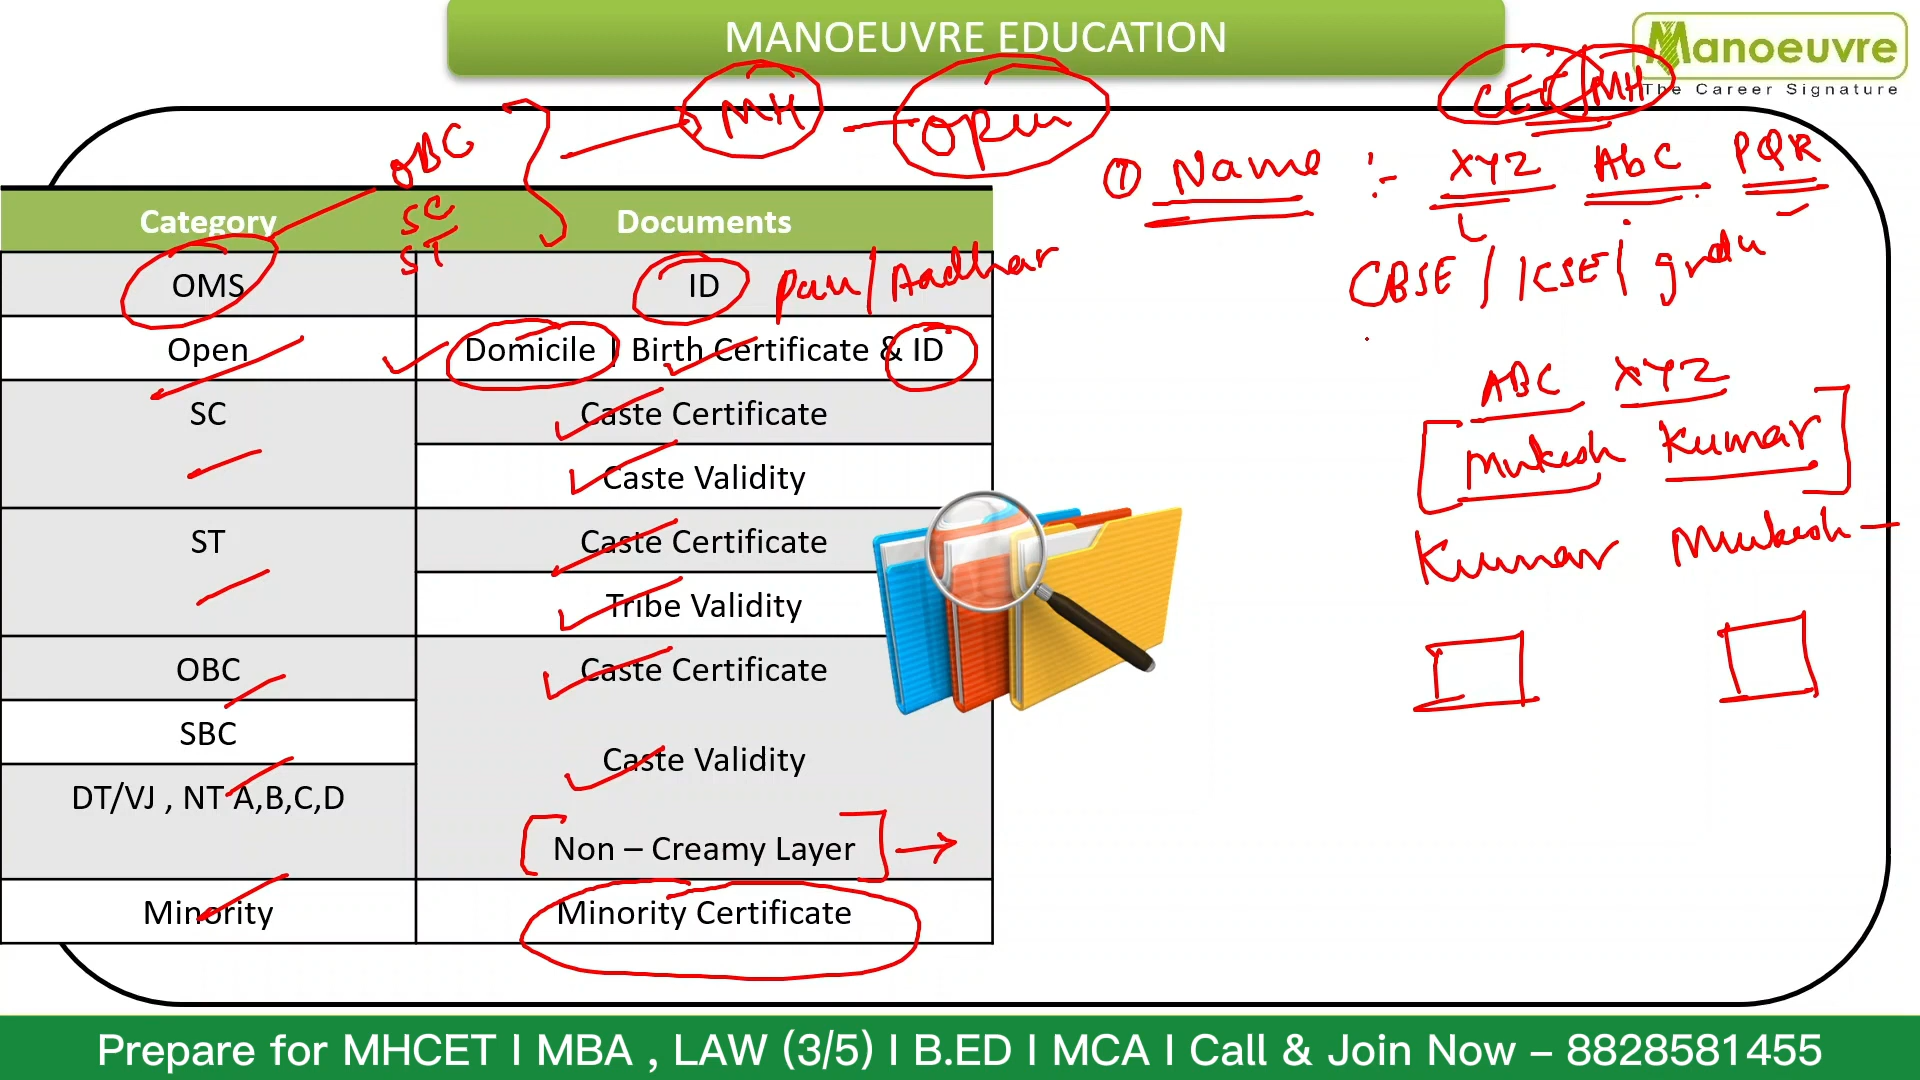 MANOEUVRE EDUCATION
Manoeuvre
The Career Signature
CEC MH
MH - open
OBC
SC
ST
① Name :- XYZ AbC PQR
CBSE / ICSE / grdu
ABC XYZ
Mukesh Kumar
Kumar Mukesh -
Category Documents
OMS ID Pan / Aadhar
Open Domicile | Birth Certificate & ID
SC Caste Certificate
Caste Validity
ST Caste Certificate
Tribe Validity
OBC Caste Certificate
SBC
Caste Validity
DT/VJ , NT A,B,C,D
Non – Creamy Layer
Minority Minority Certificate
Prepare for MHCET I MBA , LAW (3/5) I B.ED I MCA I Call & Join Now – 8828581455